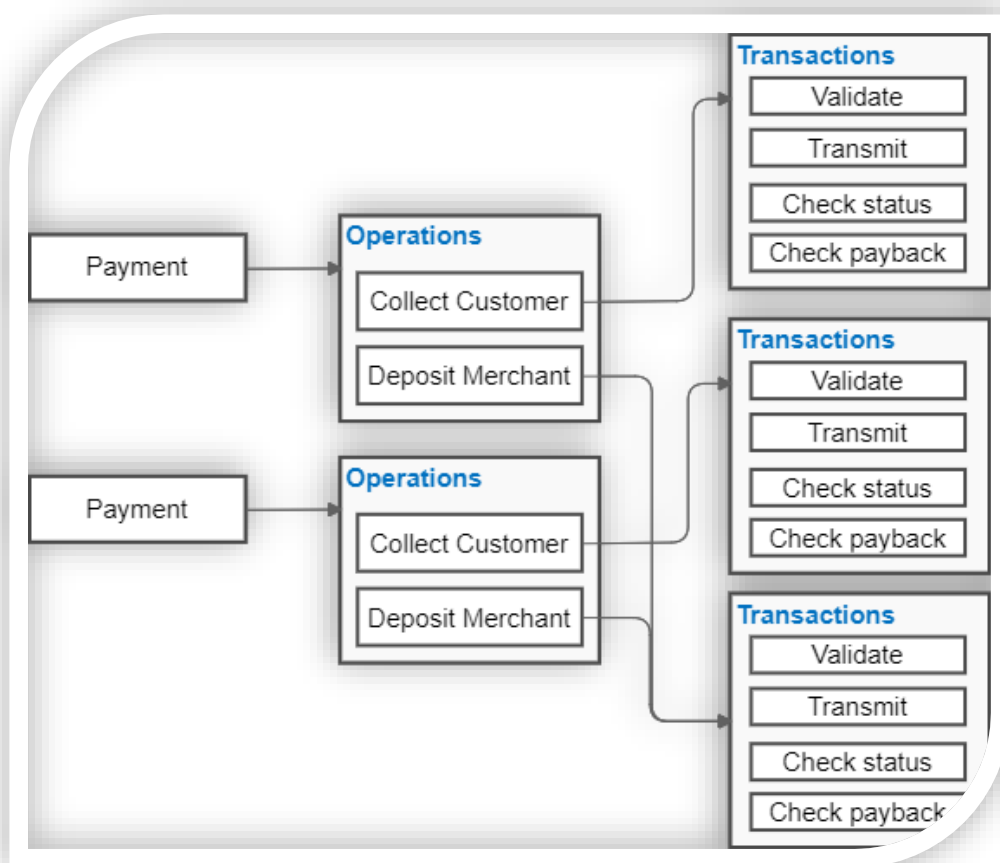 Payment
Operations
Collect Customer
Deposit Merchant
Payment
Operations
Collect Customer
Deposit Merchant
Transactions
Validate
Transmit
Check status
Check payback
Transactions
Validate
Transmit
Check status
Check payback
Transactions
Validate
Transmit
Check status
Check payback